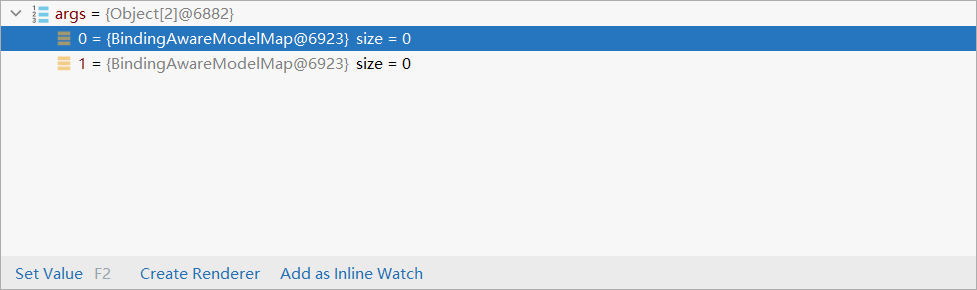 args = {Object[2]@6882}
0 = {BindingAwareModelMap@6923} size = 0
1 = {BindingAwareModelMap@6923} size = 0
Set Value F2 Create Renderer Add as Inline Watch